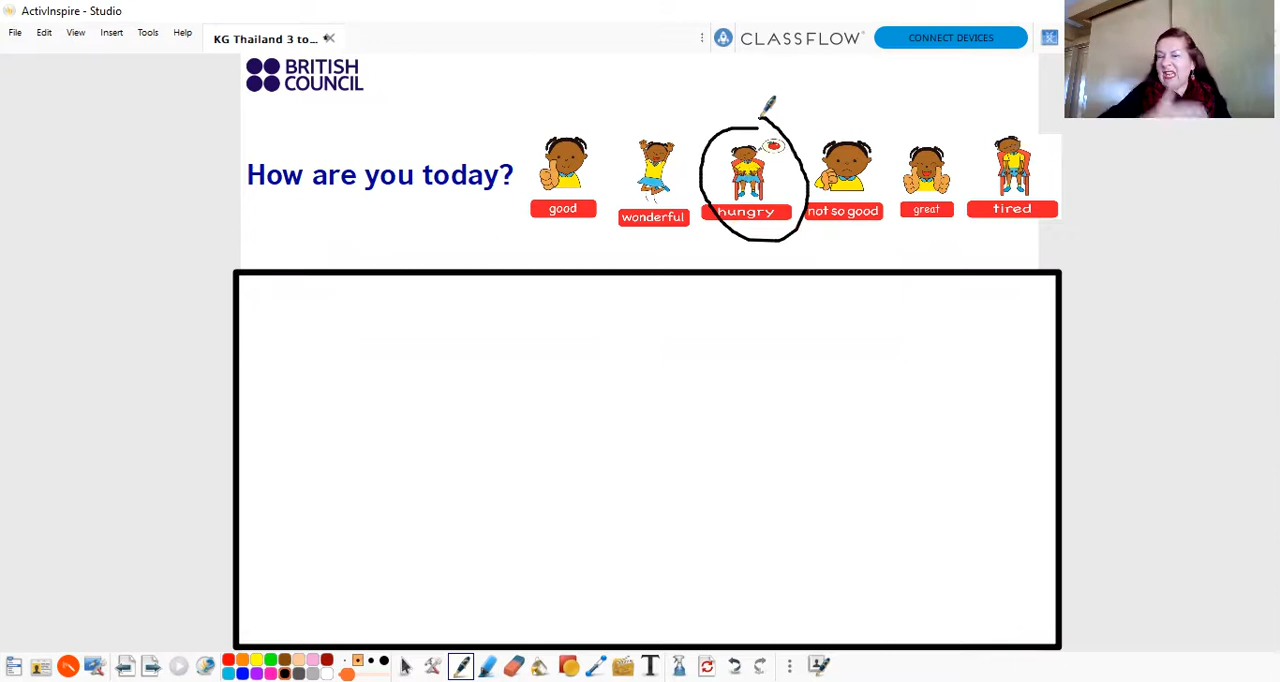 ActivInspire - Studio
File Edit View Insert Tools Help
KG Thailand 3 to...
CLASSFLOW
CONNECT DEVICES
BRITISH
COUNCIL
How are you today?
good
wonderful
hungry
not so good
great
tired
T